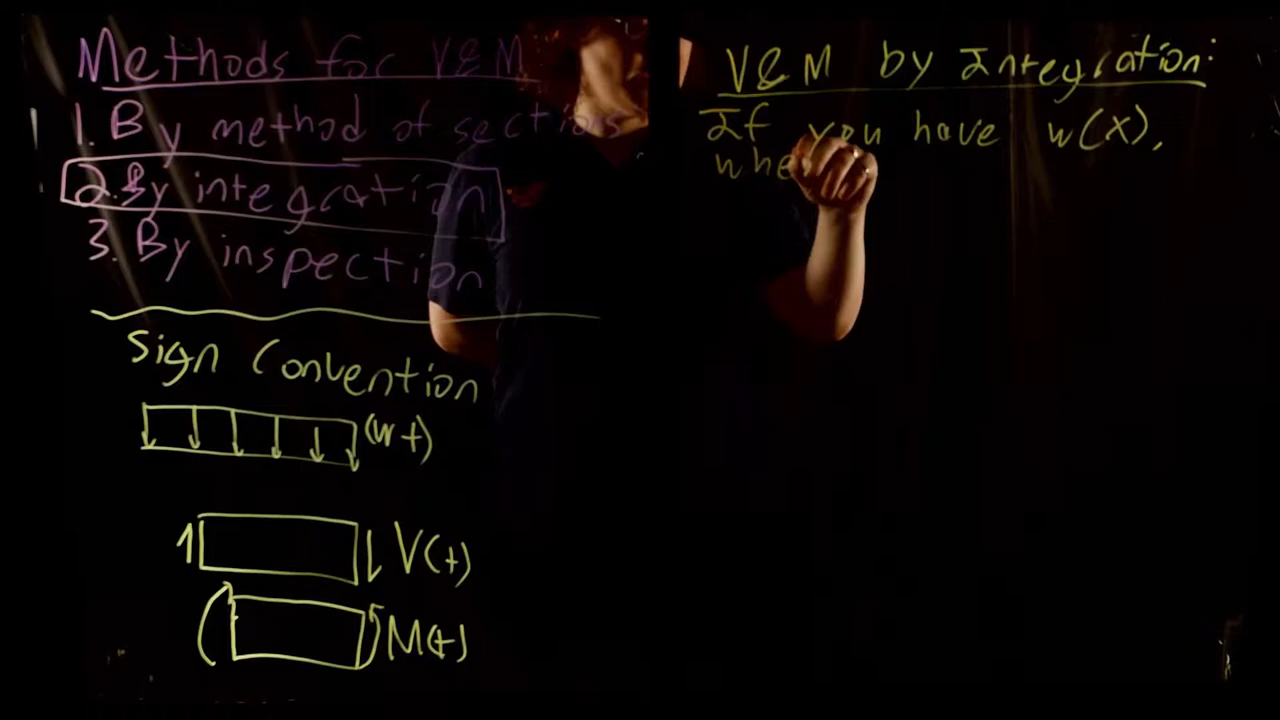 Methods for V&M
1. By method of sections
2. By integration
3. By inspection
Sign Convention
(w+)
V(+)
M(+)
V&M by Integration:
If you have w(x),
whe